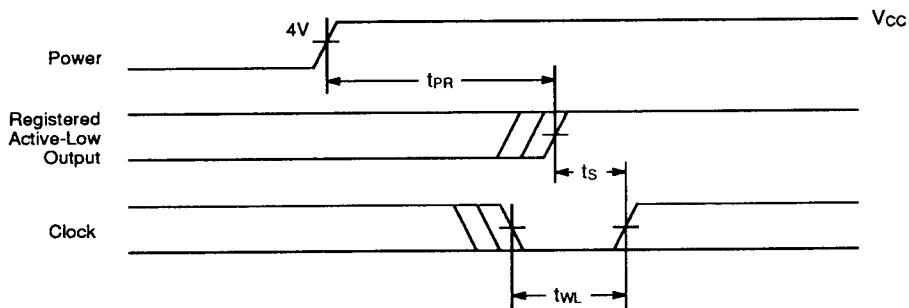 4V
VCC
Power
tPR
Registered
Active-Low
Output
tS
Clock
tWL